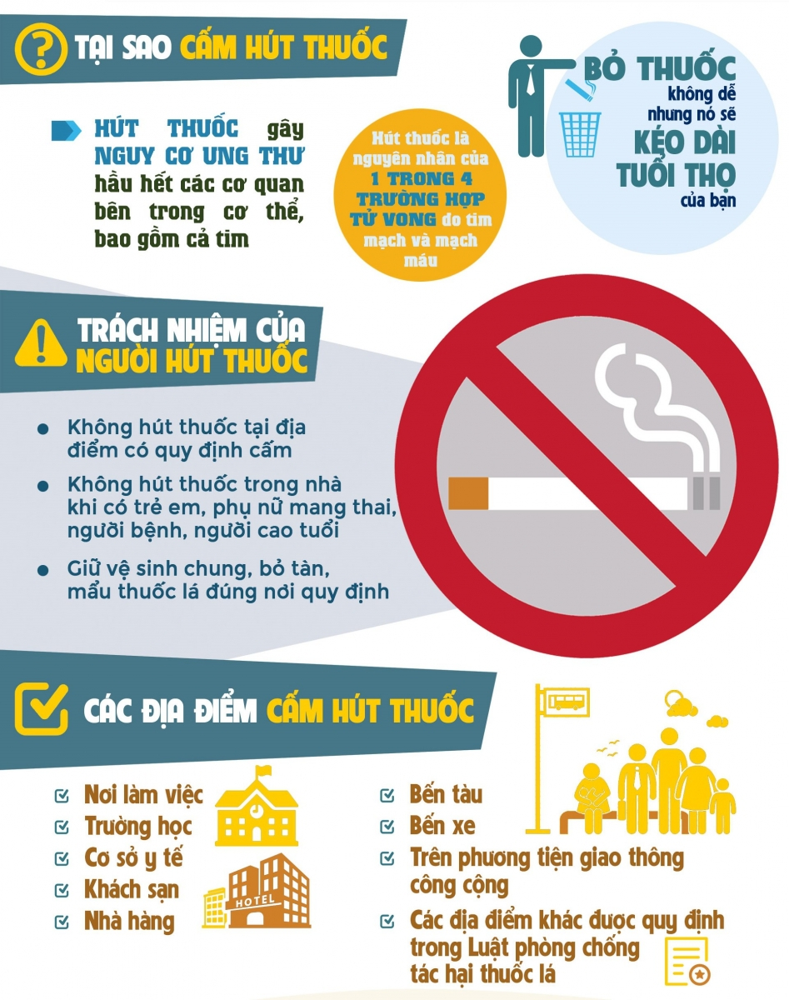 TẠI SAO CẤM HÚT THUỐC
HÚT THUỐC gây
NGUY CƠ UNG THƯ
hầu hết các cơ quan
bên trong cơ thể,
bao gồm cả tim
Hút thuốc là
nguyên nhân của
1 TRONG 4
TRƯỜNG HỢP
TỬ VONG do tim
mạch và mạch
máu
BỎ THUỐC
không dễ
nhưng nó sẽ
KÉO DÀI
TUỔI THỌ
của bạn
TRÁCH NHIỆM CỦA
NGƯỜI HÚT THUỐC
Không hút thuốc tại địa
điểm có quy định cấm
Không hút thuốc trong nhà
khi có trẻ em, phụ nữ mang thai,
người bệnh, người cao tuổi
Giữ vệ sinh chung, bỏ tàn,
mẩu thuốc lá đúng nơi quy định
CÁC ĐỊA ĐIỂM CẤM HÚT THUỐC
Nơi làm việc
Trường học
Cơ sở y tế
Khách sạn
Nhà hàng
HOTEL
Bến tàu
Bến xe
Trên phương tiện giao thông
công cộng
Các địa điểm khác được quy định
trong Luật phòng chống
tác hại thuốc lá